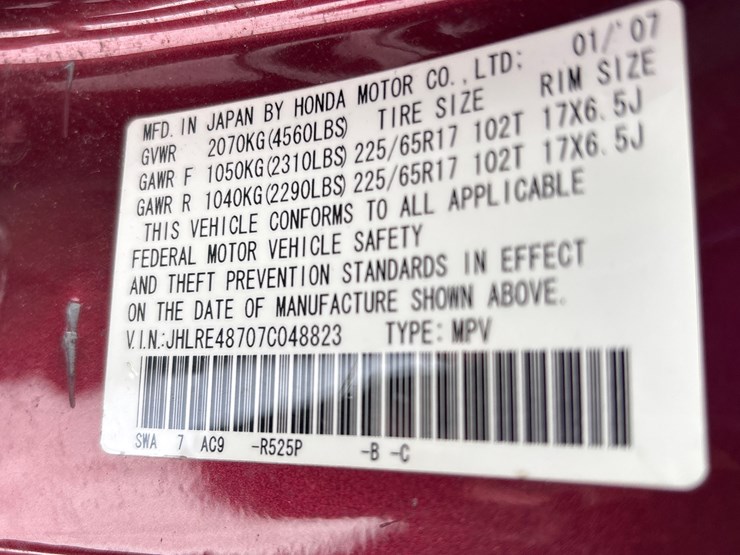 MFD. IN JAPAN BY HONDA MOTOR CO., LTD: 01/'07
GVWR 2070KG(4560LBS) TIRE SIZE RIM SIZE
GAWR F 1050KG(2310LBS) 225/65R17 102T 17X6.5J
GAWR R 1040KG(2290LBS) 225/65R17 102T 17X6.5J
THIS VEHICLE CONFORMS TO ALL APPLICABLE
FEDERAL MOTOR VEHICLE SAFETY
AND THEFT PREVENTION STANDARDS IN EFFECT
ON THE DATE OF MANUFACTURE SHOWN ABOVE.
V.I.N.:JHLRE48707C048823 TYPE: MPV
SWA 7 AC9 -R525P -B -C